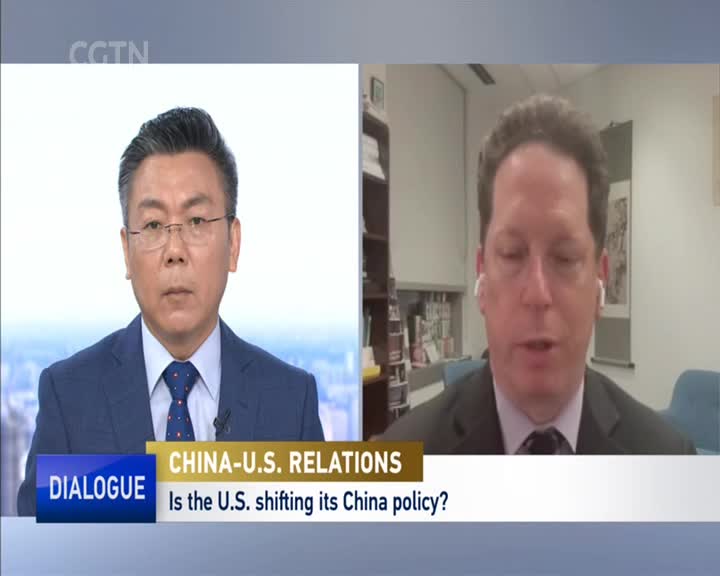 CGTN
CHINA-U.S. RELATIONS
DIALOGUE
Is the U.S. shifting its China policy?